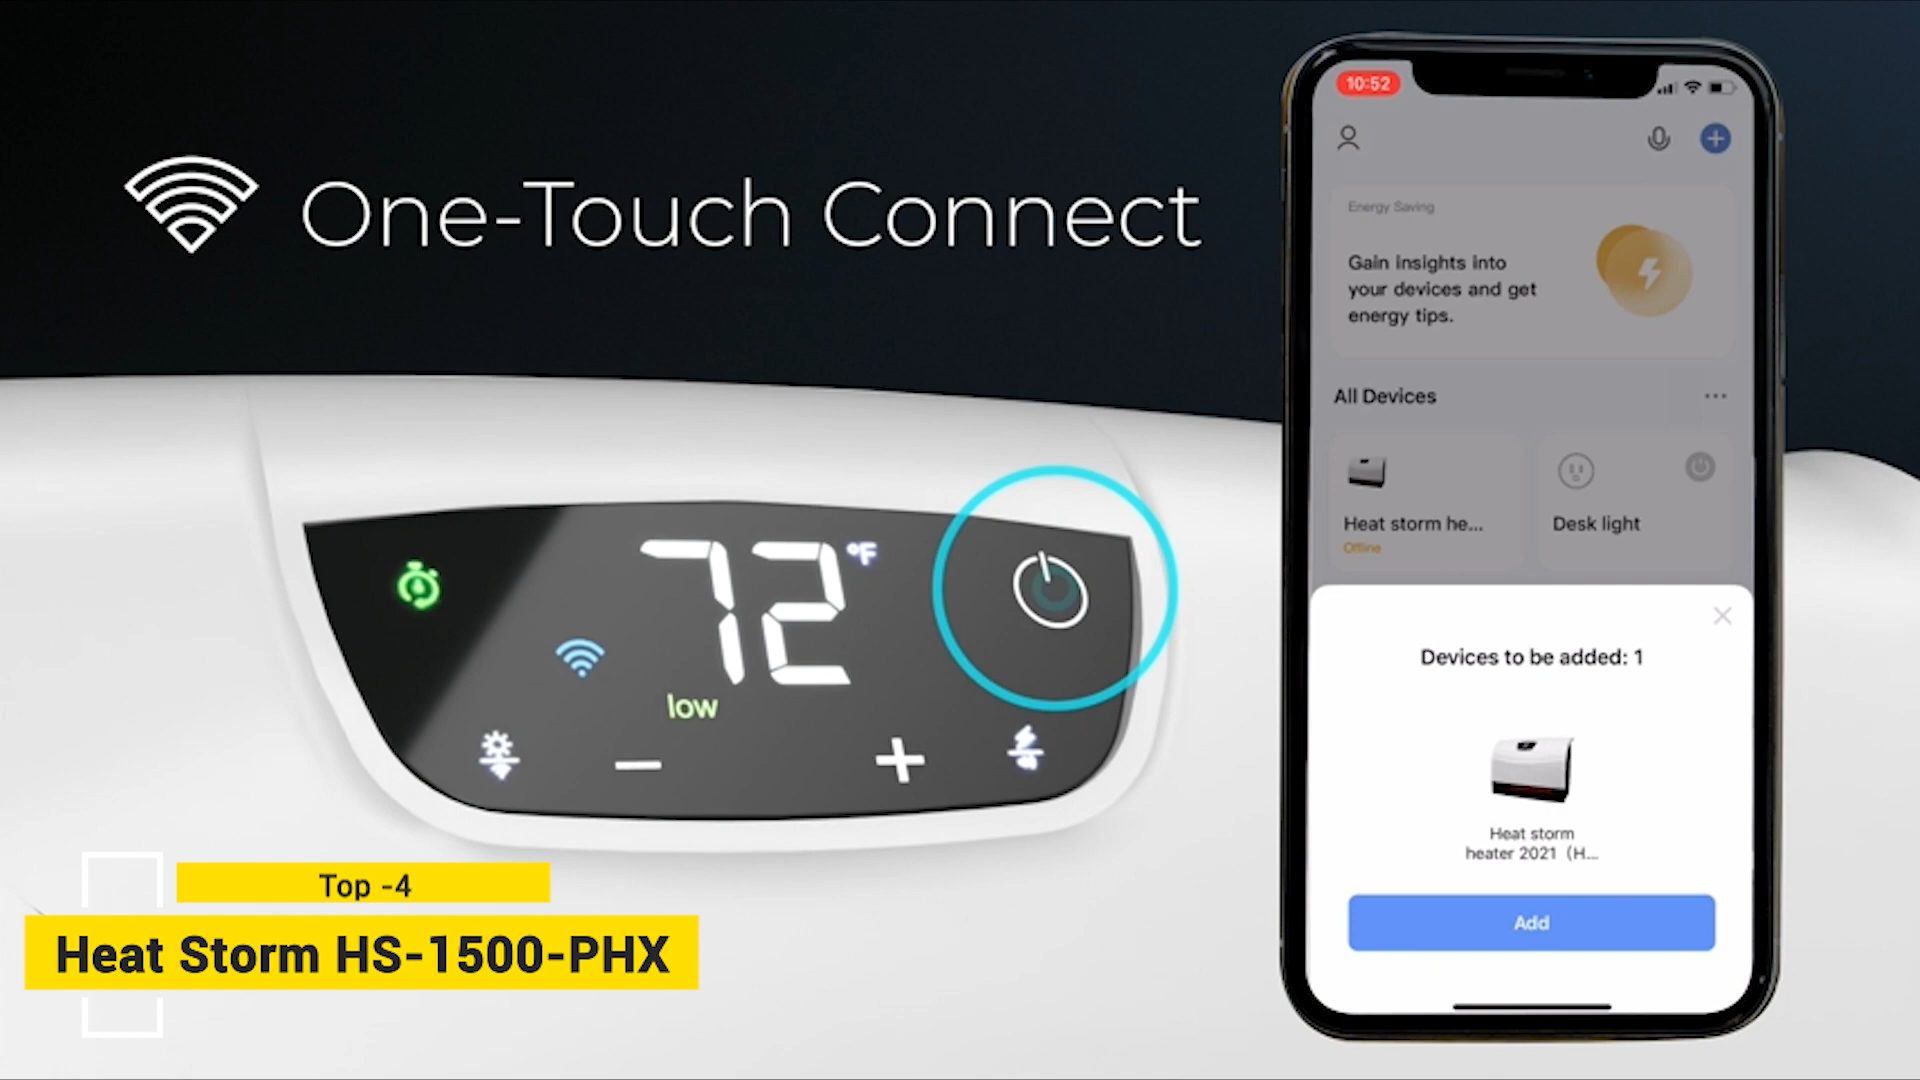 One-Touch Connect
10:52
Energy Saving
Gain insights into
your devices and get
energy tips.
All Devices
Heat storm he...
Offline
Desk light
Devices to be added: 1
Heat storm
heater 2021（H...
Add
72 °F
low
Top -4
Heat Storm HS-1500-PHX